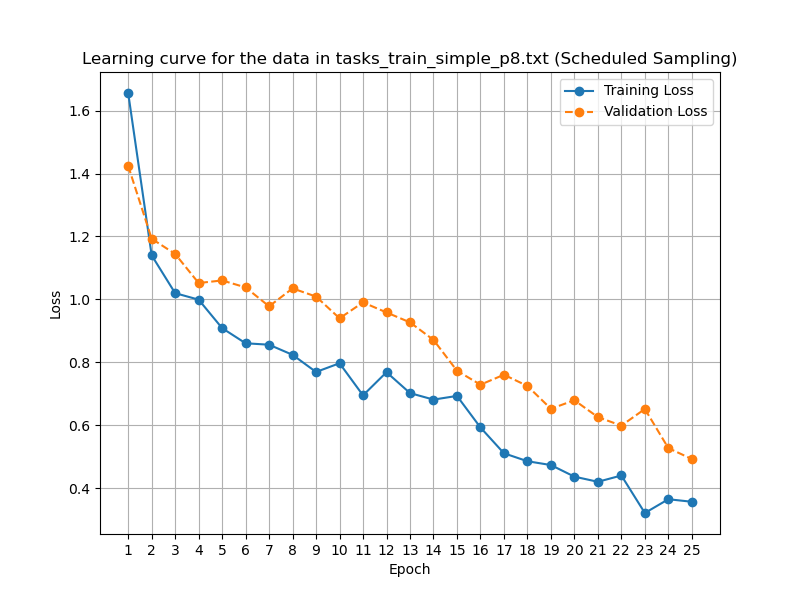 Learning curve for the data in tasks_train_simple_p8.txt (Scheduled Sampling)
Training Loss
Validation Loss
1.6
1.4
1.2
1.0
0.8
0.6
0.4
Loss
1 2 3 4 5 6 7 8 9 10 11 12 13 14 15 16 17 18 19 20 21 22 23 24 25
Epoch